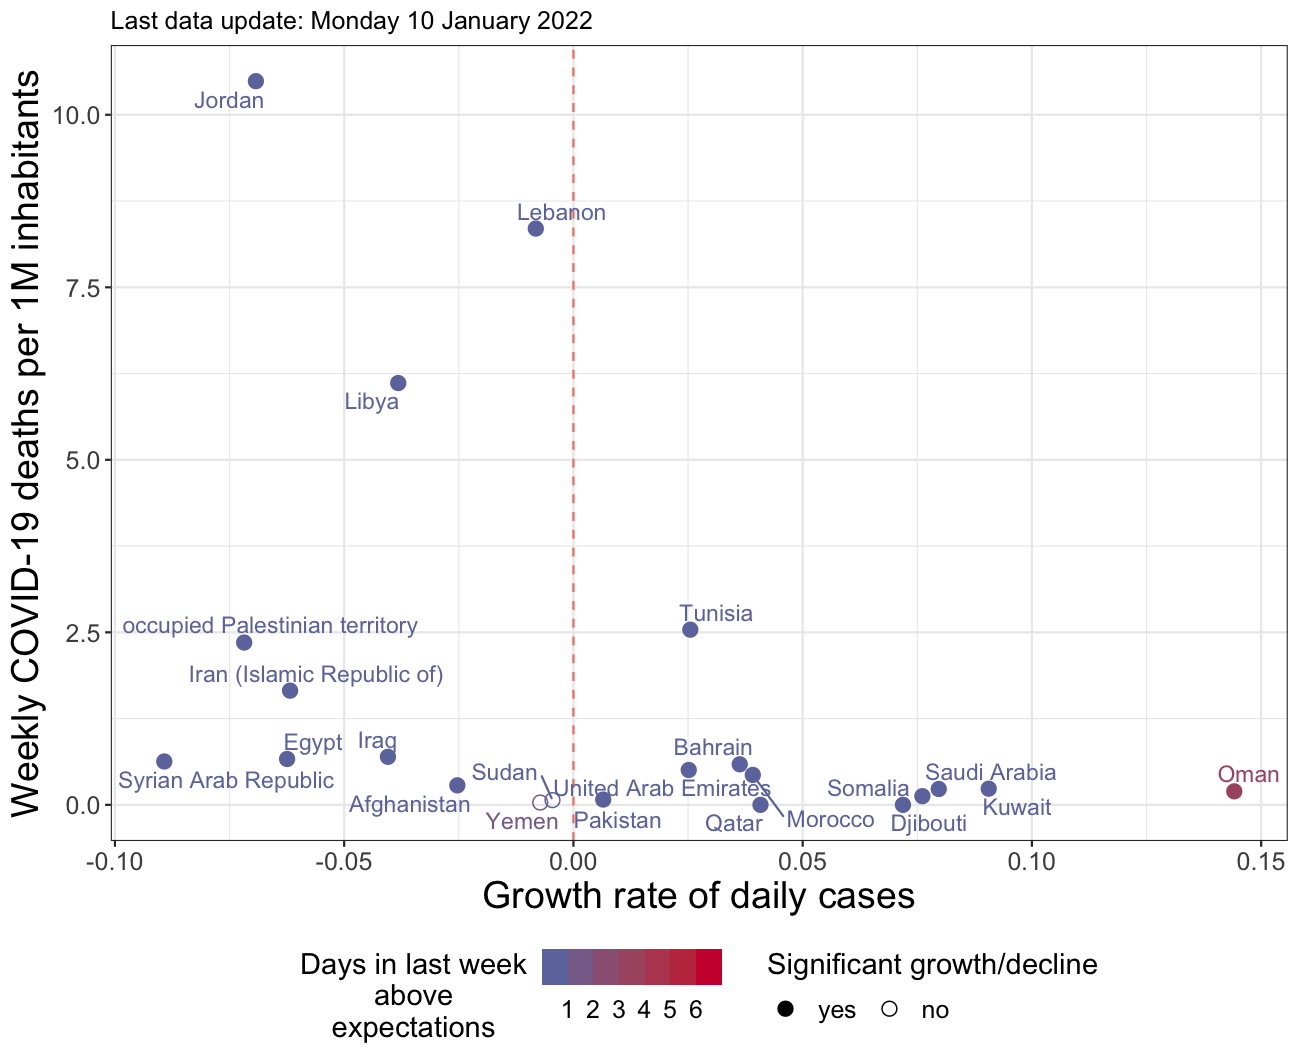 Last data update: Monday 10 January 2022
Weekly COVID-19 deaths per 1M inhabitants
10.0
7.5
5.0
2.5
0.0
Jordan
Lebanon
Libya
occupied Palestinian territory
Tunisia
Iran (Islamic Republic of)
Egypt
Iraq
Bahrain
Syrian Arab Republic
Sudan
United Arab Emirates
Somalia
Saudi Arabia
Oman
Afghanistan
Kuwait
Yemen
Pakistan
Qatar
Morocco
Djibouti
-0.10
-0.05
0.00
0.05
0.10
0.15
Growth rate of daily cases
Days in last week
above
expectations
1 2 3 4 5 6
Significant growth/decline
yes
no